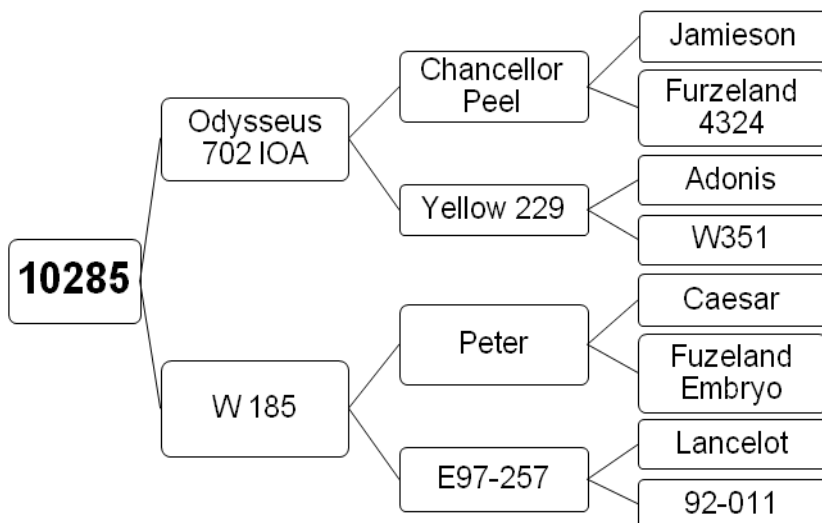 Jamieson
Chancellor
Peel
Furzeland
4324
Odysseus
702 IOA
Adonis
Yellow 229
W351
10285
Caesar
Peter
Fuzeland
Embryo
W 185
Lancelot
E97-257
92-011